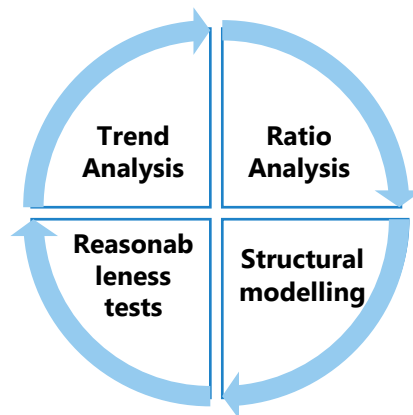 Trend
Analysis
Ratio
Analysis
Reasonab
leness
tests
Structural
modelling